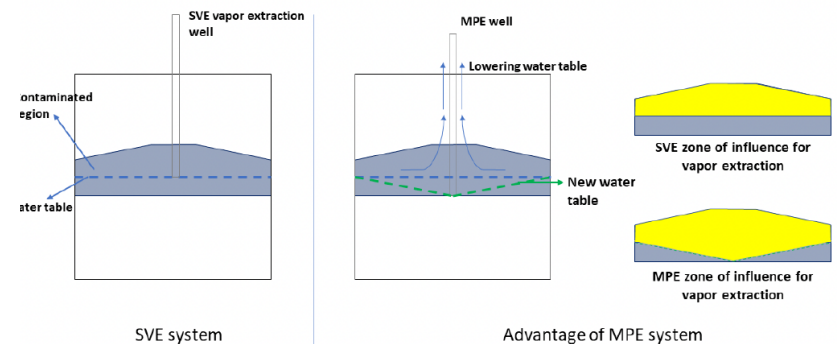 SVE vapor extraction
well
ontaminated
egion
ater table
SVE system
MPE well
Lowering water table
New water
table
Advantage of MPE system
SVE zone of influence for
vapor extraction
MPE zone of influence for
vapor extraction